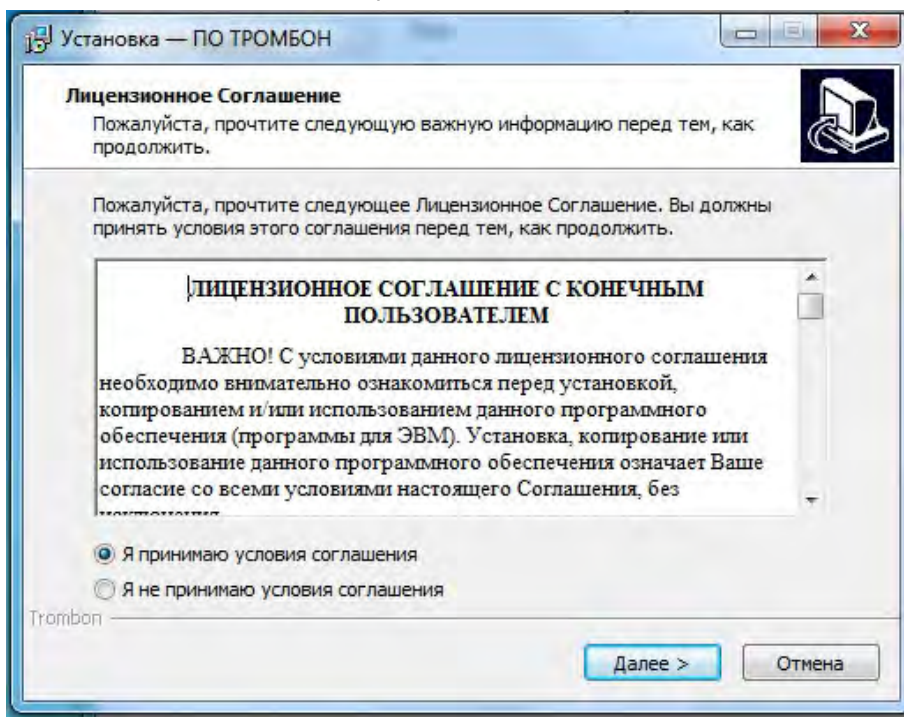 Установка — ПО ТРОМБОН
Лицензионное Соглашение
Пожалуйста, прочтите следующую важную информацию перед тем, как
продолжить.
Пожалуйста, прочтите следующее Лицензионное Соглашение. Вы должны
принять условия этого соглашения перед тем, как продолжить.
ЛИЦЕНЗИОННОЕ СОГЛАШЕНИЕ С КОНЕЧНЫМ
ПОЛЬЗОВАТЕЛЕМ
ВАЖНО! С условиями данного лицензионного соглашения
необходимо внимательно ознакомиться перед установкой,
копированием и/или использованием данного программного
обеспечения (программы для ЭВМ). Установка, копирование или
использование данного программного обеспечения означает Ваше
согласие со всеми условиями настоящего Соглашения, без
Я принимаю условия соглашения
Я не принимаю условия соглашения
Trombon
Далее >
Отмена